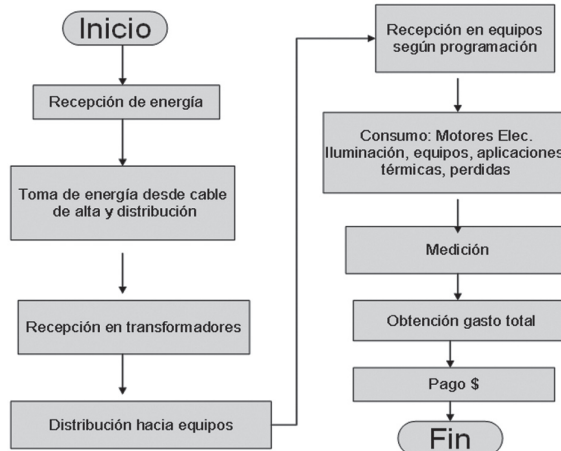 Inicio
Recepción de energía
Toma de energía desde cable
de alta y distribución
Recepción en transformadores
Distribución hacia equipos
Recepción en equipos
según programación
Consumo: Motores Elec.
Iluminación, equipos, aplicaciones
térmicas, perdidas
Medición
Obtención gasto total
Pago $
Fin